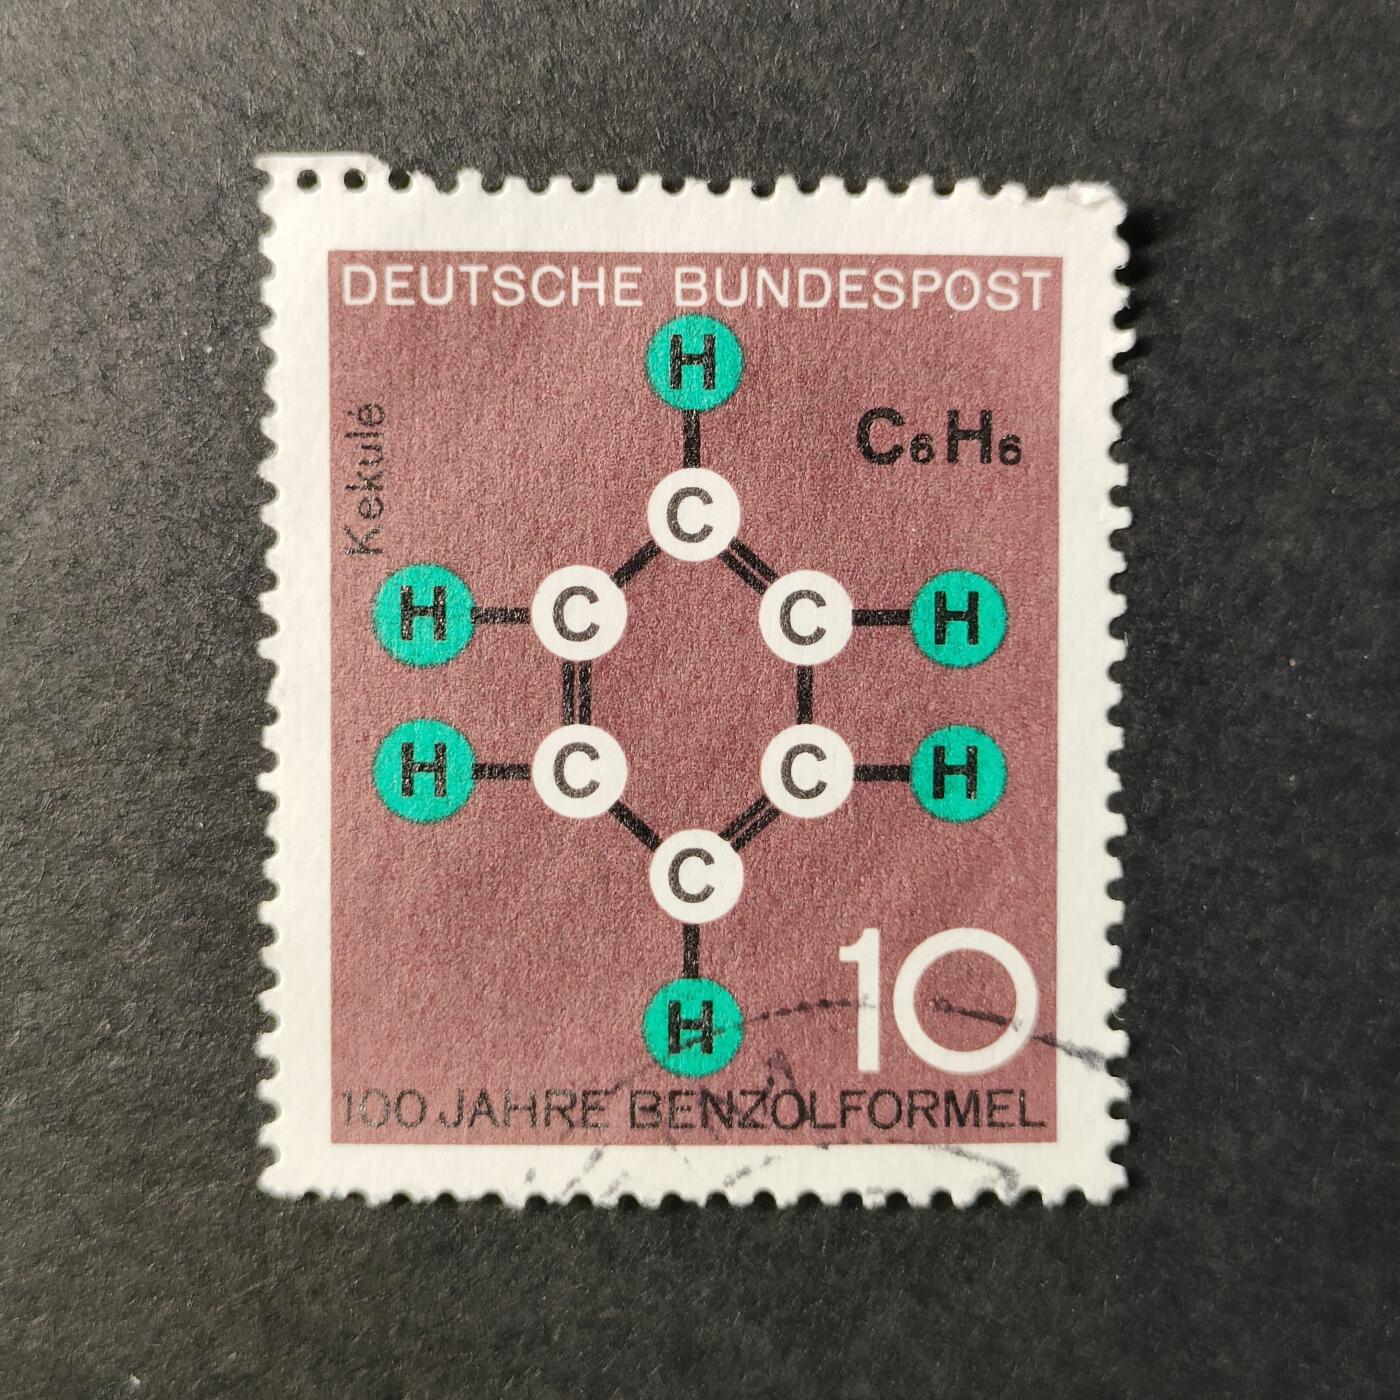 DEUTSCHE BUNDESPOST
H
Kekulé
C₆H₆
C
H C C H
H C C H
C
10
H
100 JAHRE BENZOLFORMEL